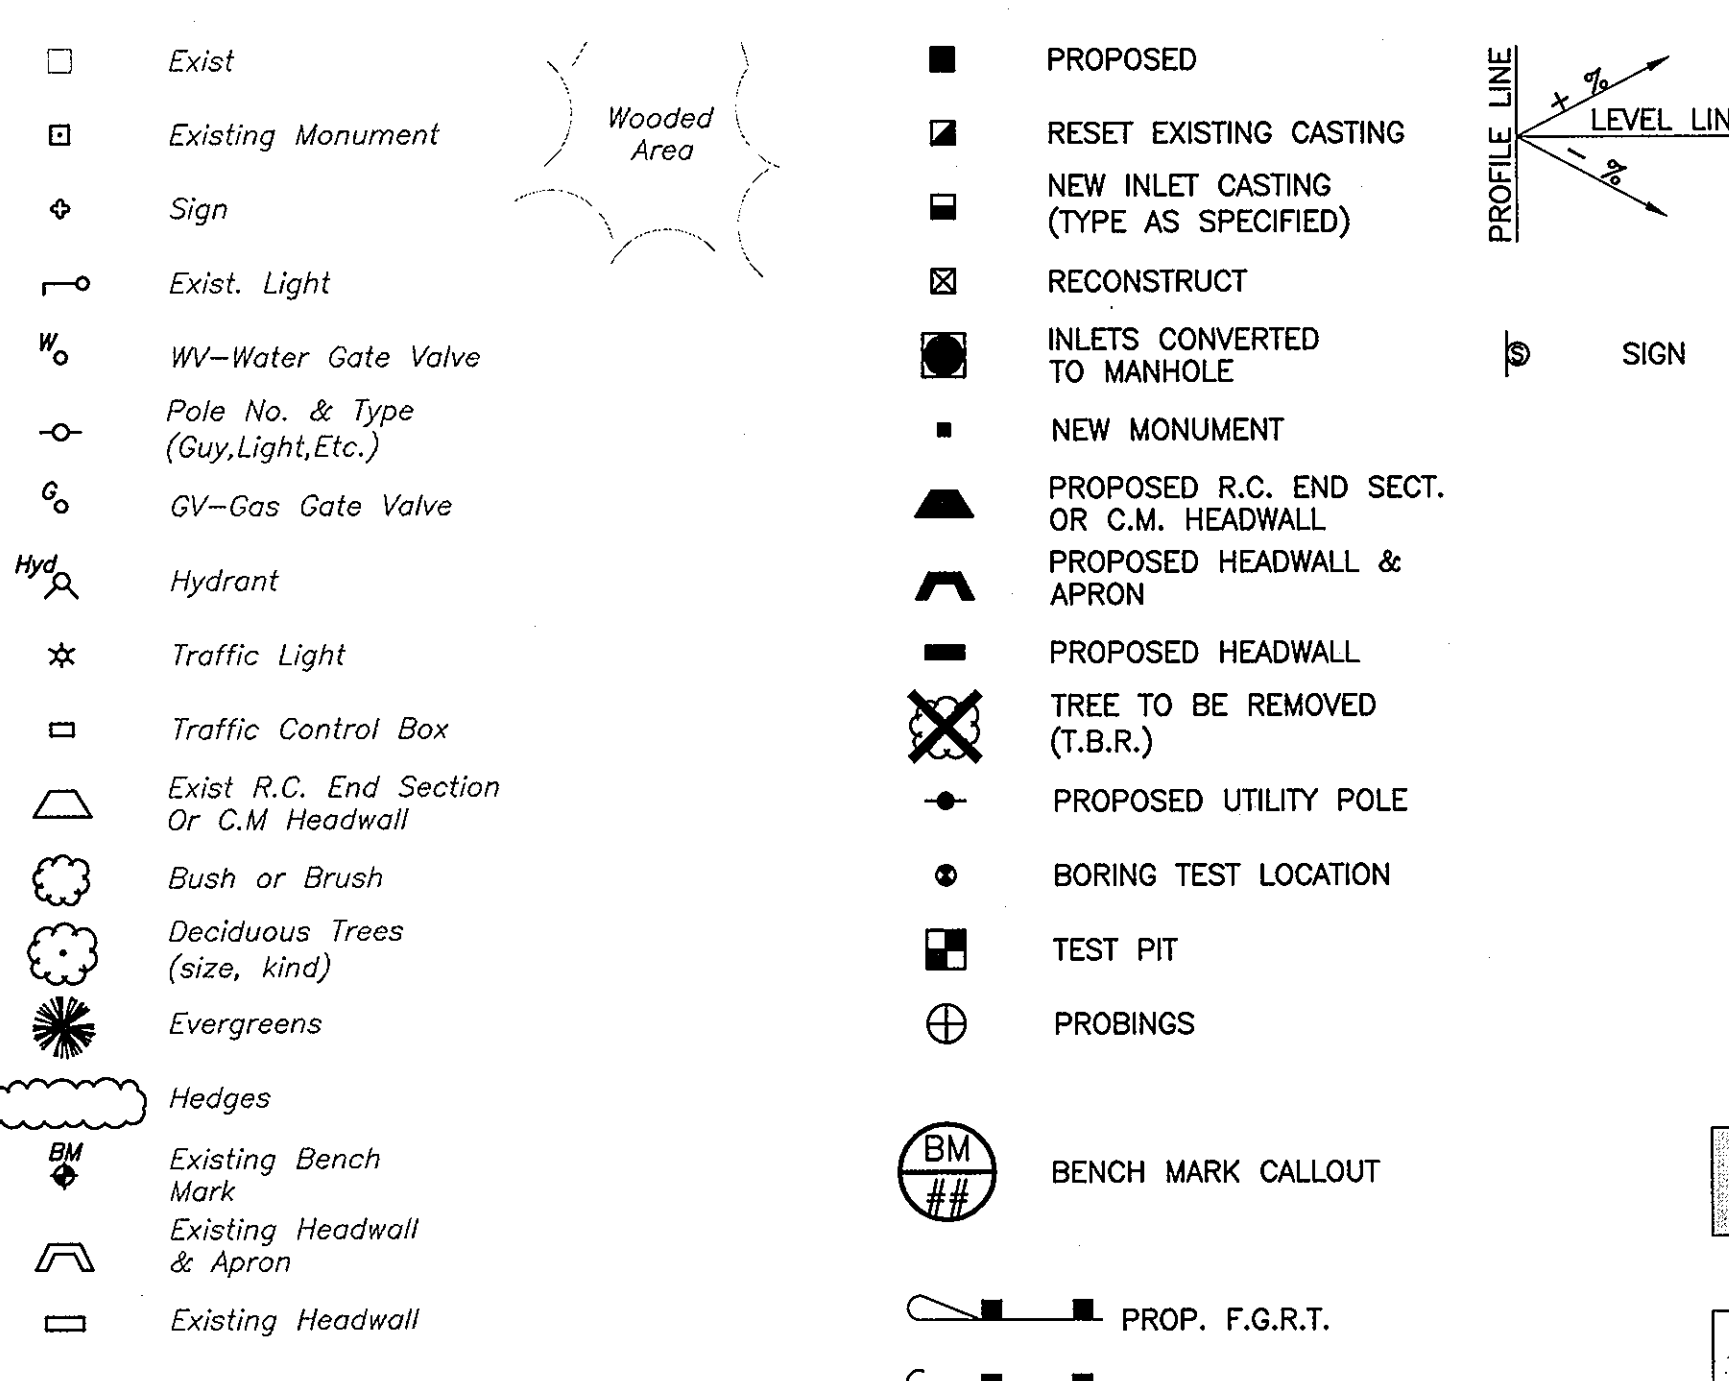 Exist
Existing Monument
Sign
Exist. Light
W
WV-Water Gate Valve
Pole No. & Type
(Guy,Light,Etc.)
G
GV-Gas Gate Valve
Hyd
Hydrant
Traffic Light
Traffic Control Box
Exist R.C. End Section
Or C.M Headwall
Bush or Brush
Deciduous Trees
(size, kind)
Evergreens
Hedges
BM
Existing Bench
Mark
Existing Headwall
& Apron
Existing Headwall
Wooded
Area
PROPOSED
RESET EXISTING CASTING
NEW INLET CASTING
(TYPE AS SPECIFIED)
RECONSTRUCT
INLETS CONVERTED
TO MANHOLE
NEW MONUMENT
PROPOSED R.C. END SECT.
OR C.M. HEADWALL
PROPOSED HEADWALL &
APRON
PROPOSED HEADWALL
TREE TO BE REMOVED
(T.B.R.)
PROPOSED UTILITY POLE
BORING TEST LOCATION
TEST PIT
PROBINGS
BM
##
BENCH MARK CALLOUT
PROP. F.G.R.T.
PROFILE LINE
+ %
LEVEL LIN
- %
S
SIGN